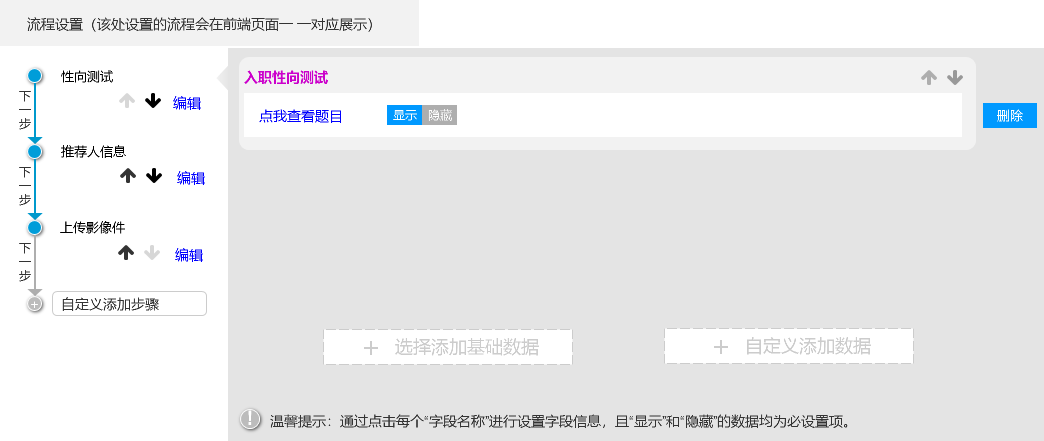 流程设置（该处设置的流程会在前端页面一 一对应展示）
性向测试
编辑
下一步
推荐人信息
编辑
下一步
上传影像件
编辑
下一步
自定义添加步骤
入职性向测试
点我查看题目 显示 隐藏
删除
＋ 选择添加基础数据 ＋ 自定义添加数据
温馨提示：通过点击每个“字段名称”进行设置字段信息，且“显示”和“隐藏”的数据均为必设置项。